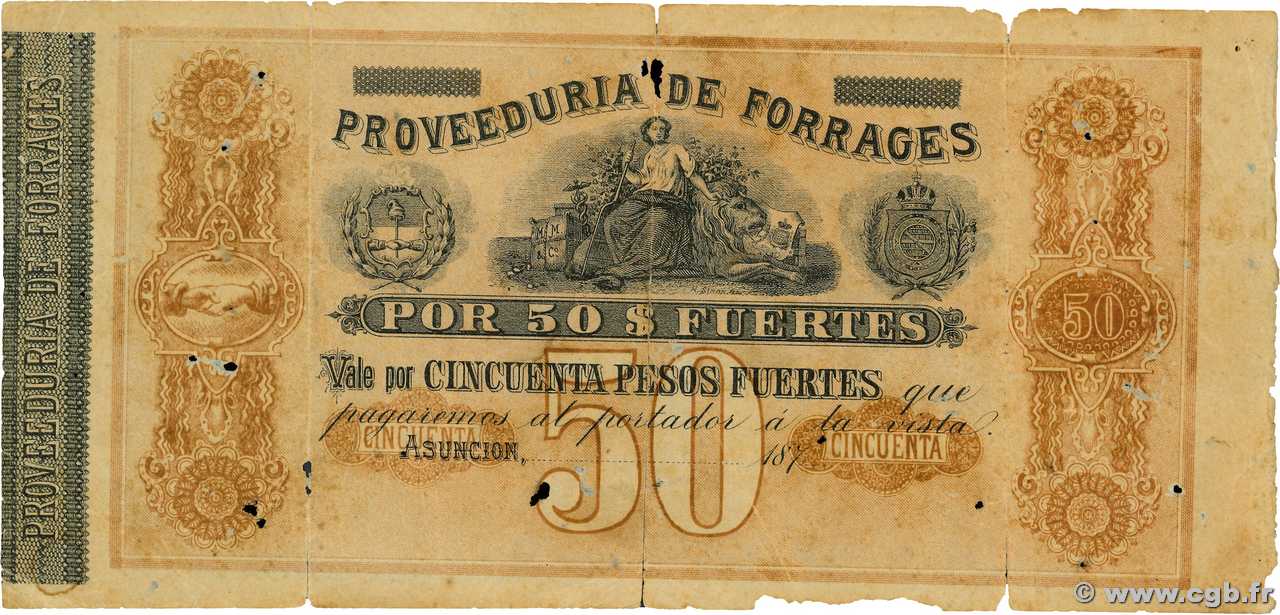 PROVEEDURIA DE FORRAGES
PROVEEDURIA DE FORRAGES
M. M.
& Cs.
POR 50 $ FUERTES
50
Vale por CINCUENTA PESOS FUERTES que
pagaremos al portador á la vista.
CINCUENTA
50
CINCUENTA
ASUNCION, 187
© www.cgb.fr